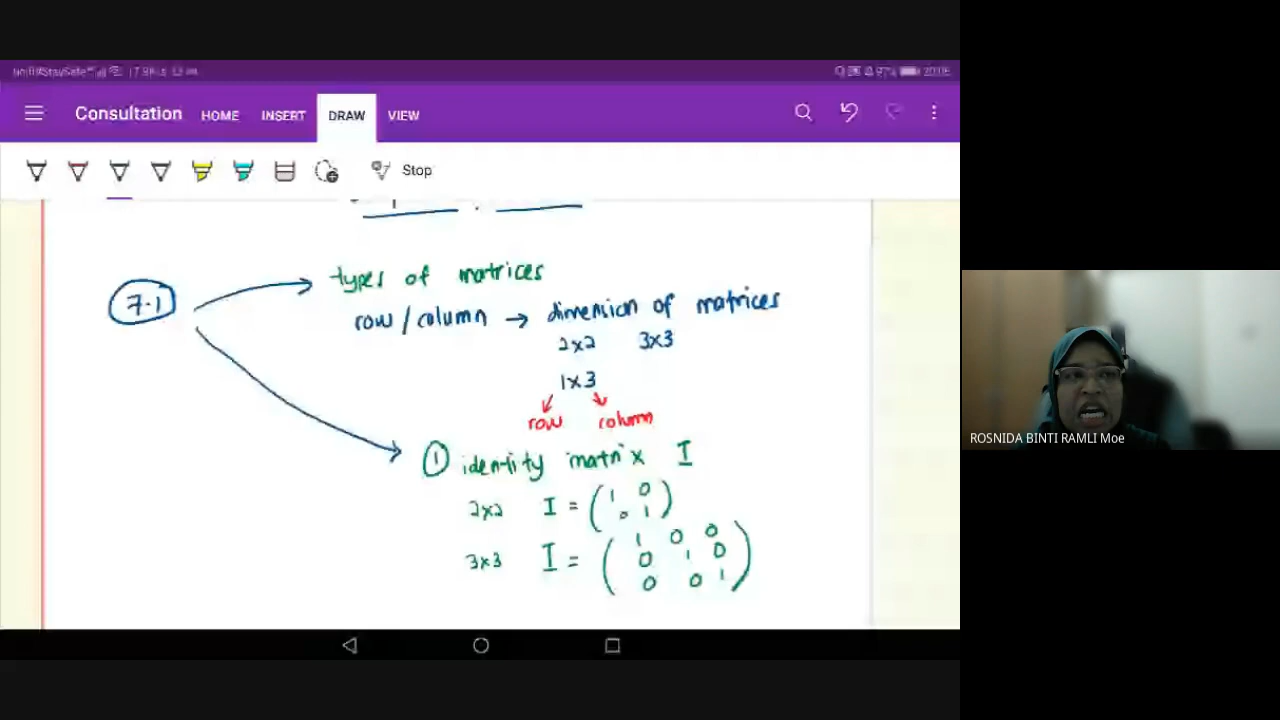 Consultation HOME INSERT DRAW VIEW
Stop
7.1
types of matrices
row / column → dimension of matrices
2x2 3x3
1x3
row column
① identity matrix I
2x2 I = ( 1 0
0 1 )
3x3 I = ( 1 0 0
0 1 0
0 0 1 )
ROSNIDA BINTI RAMLI Moe